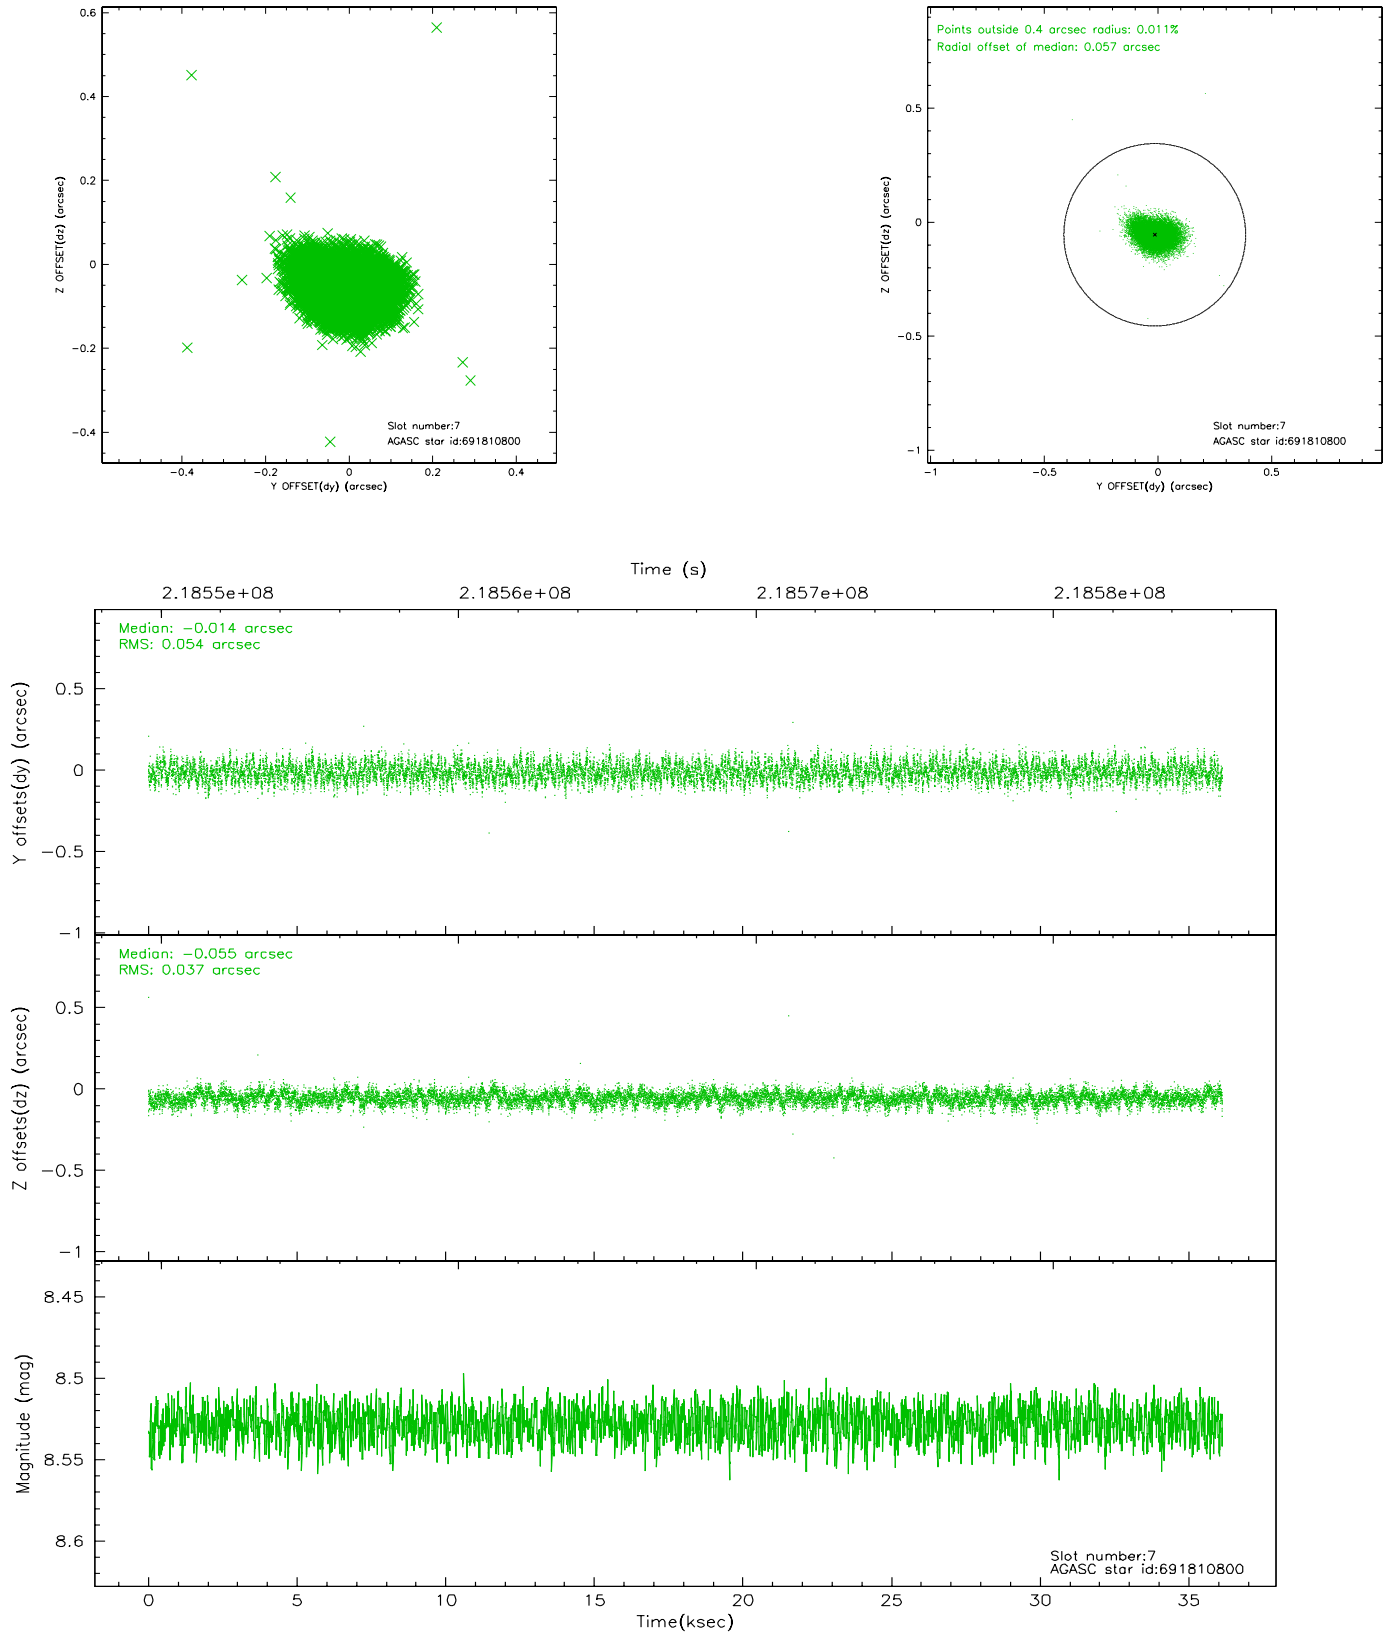 0.6
0.4
0.2
0
−0.2
−0.4
Z OFFSET(dz) (arcsec)
Slot number:7
AGASC star id:691810800
−0.4 −0.2 0 0.2 0.4
Y OFFSET(dy) (arcsec)
Points outside 0.4 arcsec radius: 0.011%
Radial offset of median: 0.057 arcsec
0.5
0
−0.5
−1
Z OFFSET(dz) (arcsec)
Slot number:7
AGASC star id:691810800
−1 −0.5 0 0.5
Y OFFSET(dy) (arcsec)
Time (s)
2.1855e+08 2.1856e+08 2.1857e+08 2.1858e+08
Median: −0.014 arcsec
RMS: 0.054 arcsec
0.5
0
−0.5
−1
Y offsets(dy) (arcsec)
Median: −0.055 arcsec
RMS: 0.037 arcsec
0.5
0
−0.5
−1
Z offsets(dz) (arcsec)
8.45
8.5
8.55
8.6
Magnitude (mag)
Slot number:7
AGASC star id:691810800
0 5 10 15 20 25 30 35
Time(ksec)